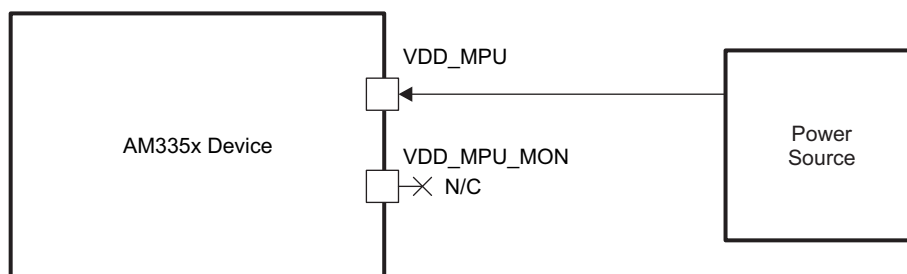 VDD_MPU
AM335x Device
Power
Source
VDD_MPU_MON
N/C